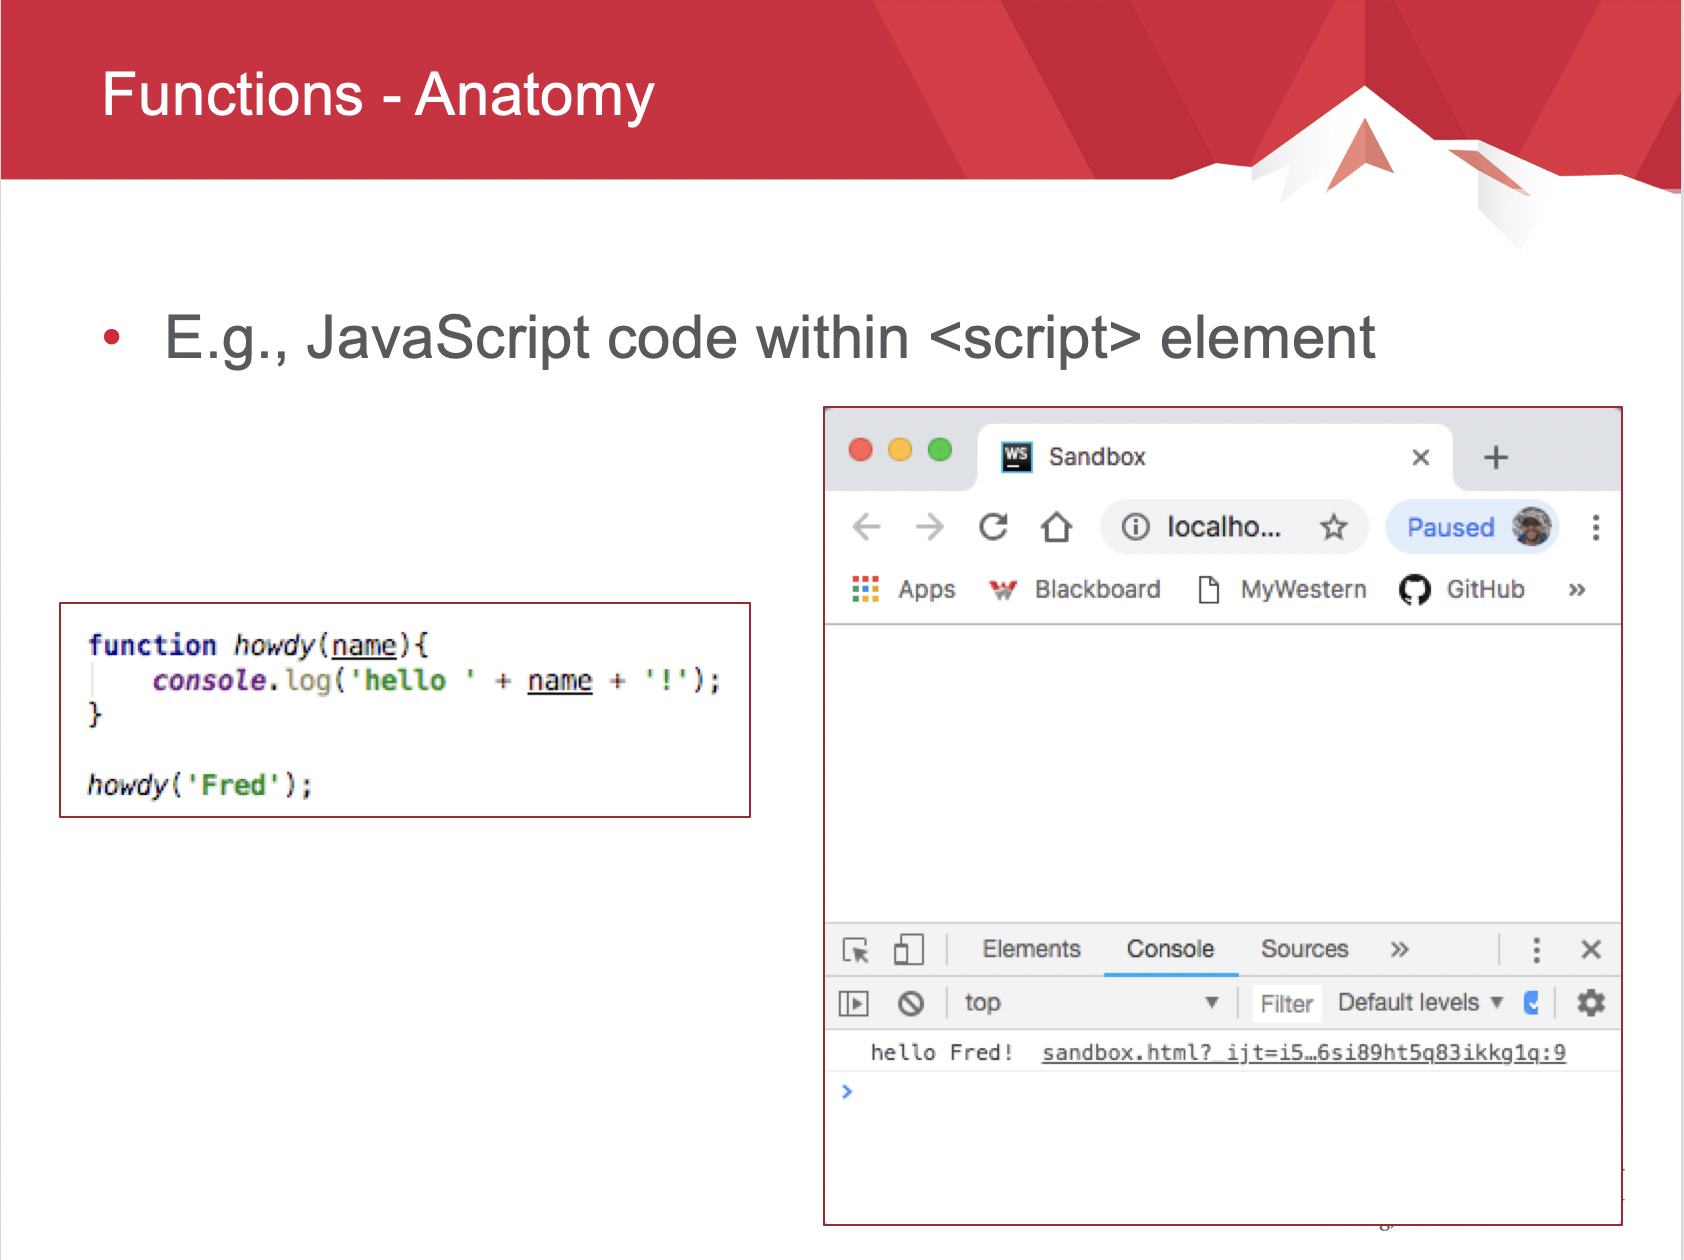 Functions - Anatomy
• E.g., JavaScript code within <script> element
function howdy(name){
    console.log('hello ' + name + '!');
}
howdy('Fred');
WS Sandbox
localho... Paused
Apps Blackboard MyWestern GitHub »
Elements Console Sources »
top Filter Default levels
hello Fred! sandbox.html?_ijt=i5…6si89ht5q83ikkg1q:9
>